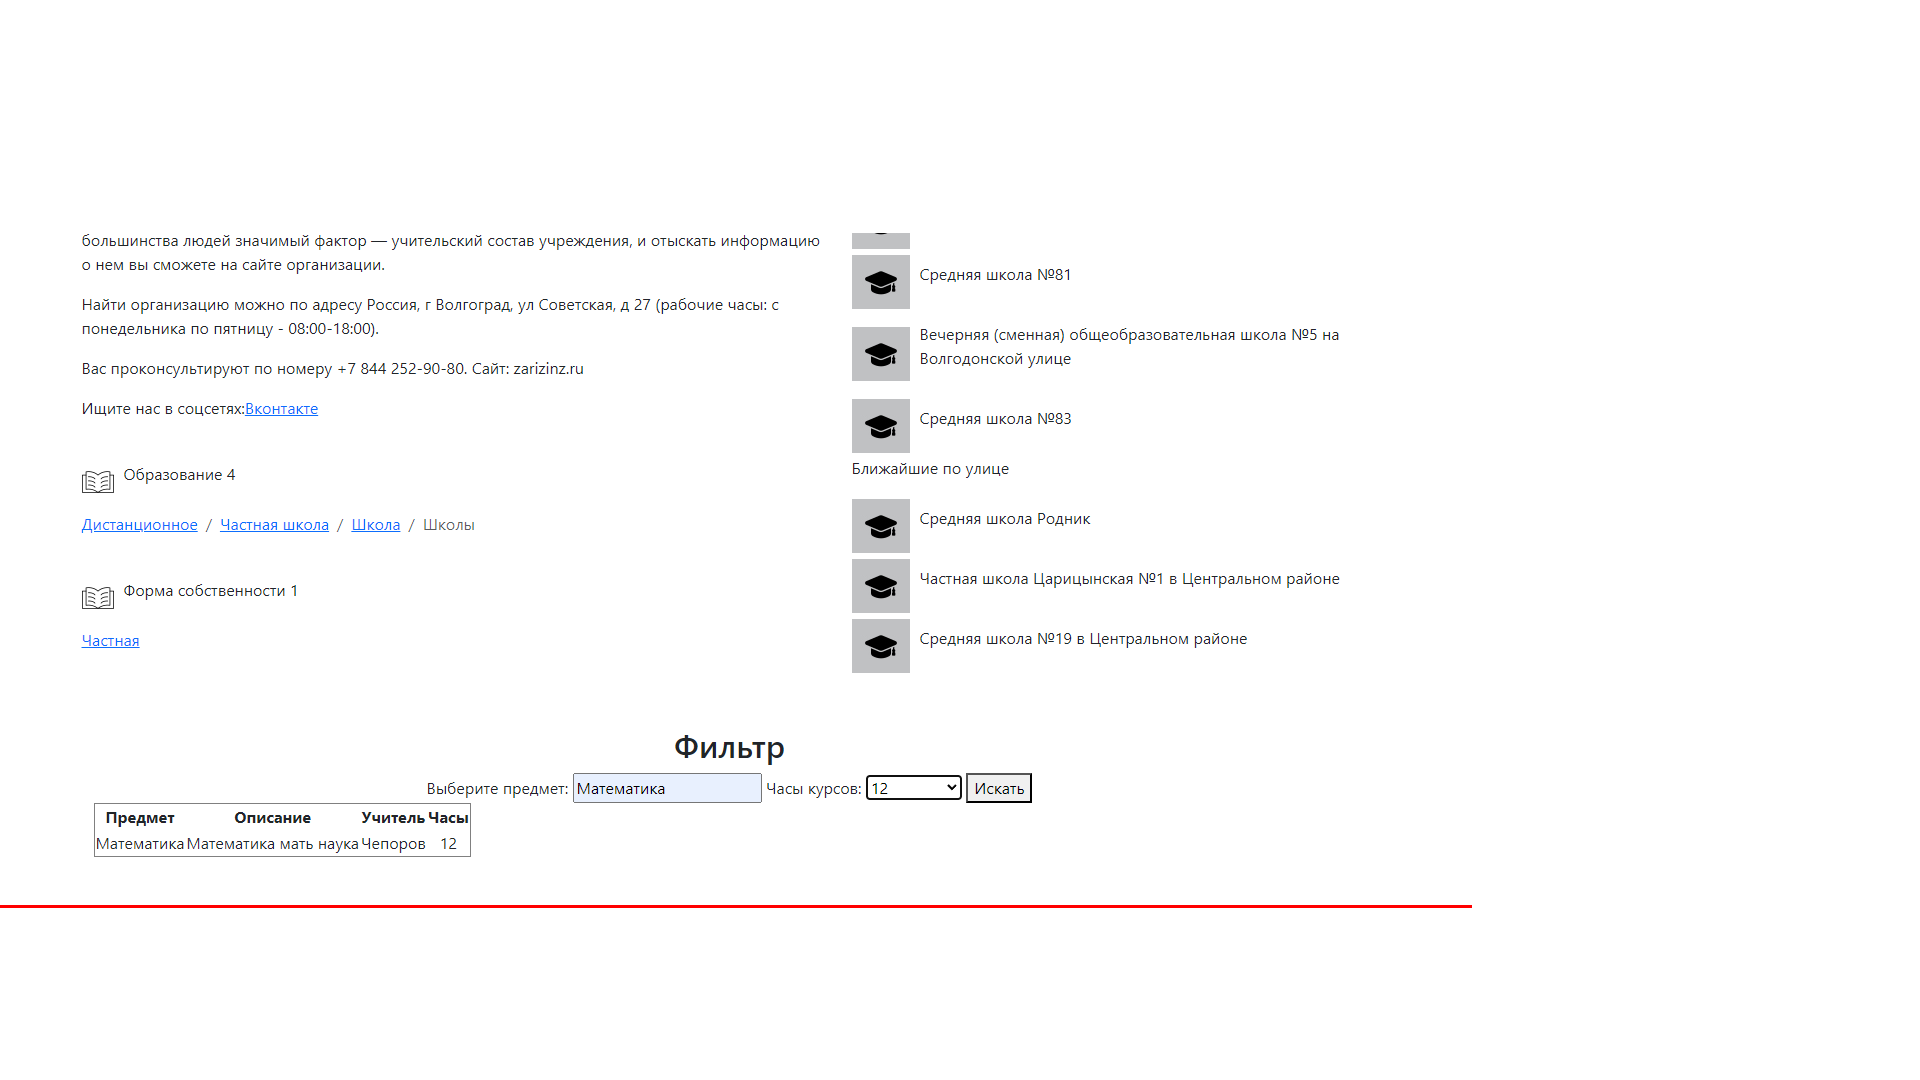 большинства людей значимый фактор — учительский состав учреждения, и отыскать информацию
о нем вы сможете на сайте организации.
Найти организацию можно по адресу Россия, г Волгоград, ул Советская, д 27 (рабочие часы: с
понедельника по пятницу - 08:00-18:00).
Вас проконсультируют по номеру +7 844 252-90-80. Сайт: zarizinz.ru
Ищите нас в соцсетях:Вконтакте
Образование 4
Дистанционное / Частная школа / Школа / Школы
Форма собственности 1
Частная
Средняя школа №81
Вечерняя (сменная) общеобразовательная школа №5 на
Волгодонской улице
Средняя школа №83
Ближайшие по улице
Средняя школа Родник
Частная школа Царицынская №1 в Центральном районе
Средняя школа №19 в Центральном районе
Фильтр
Выберите предмет: Математика Часы курсов: 12 Искать
Предмет Описание Учитель Часы
Математика Математика мать наука Чепоров 12